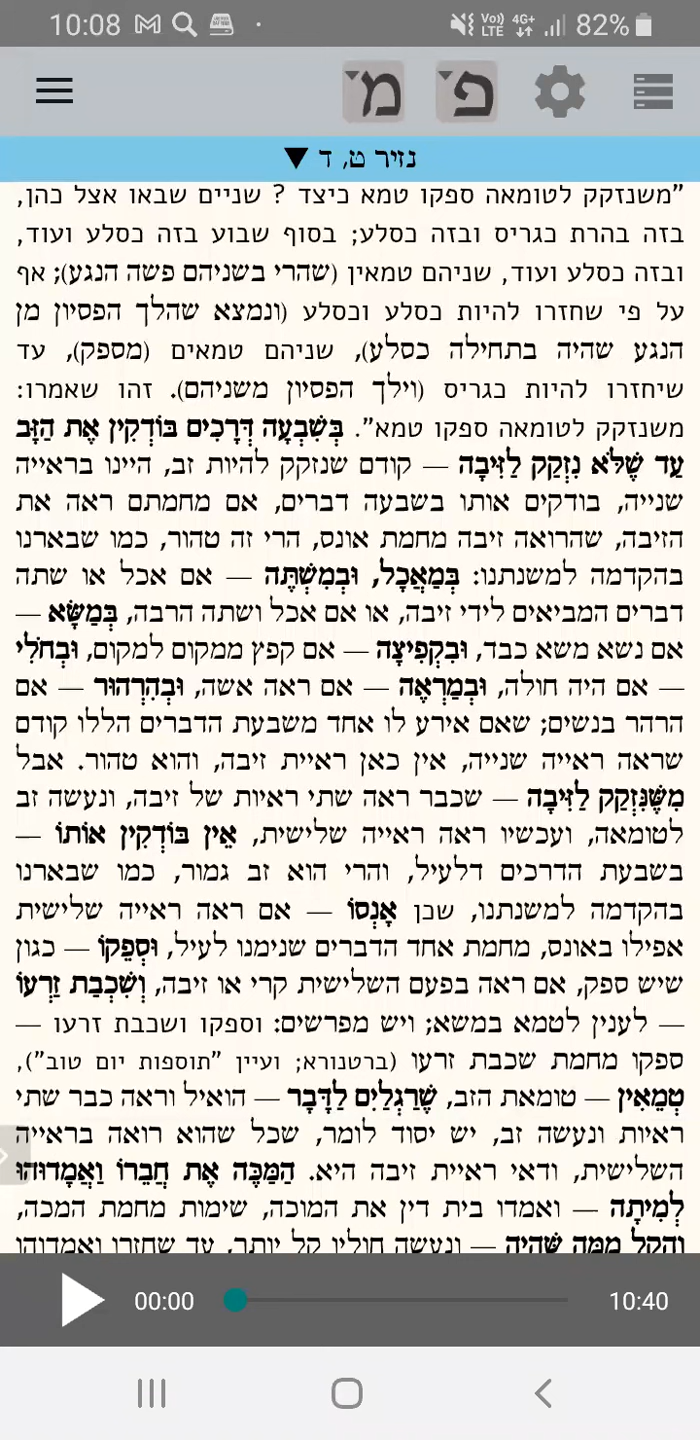 10:08
Vo)) LTE 4G+ 82%
מ פ
נזיר ט, ד ▼
"משנזקק לטומאה ספקו טמא כיצד ? שניים שבאו אצל כהן,
בזה בהרת כגריס ובזה כסלע; בסוף שבוע בזה כסלע ועוד,
ובזה כסלע ועוד, שניהם טמאין (שהרי בשניהם פשה הנגע); אף
על פי שחזרו להיות כסלע וכסלע (ונמצא שהלך הפסיון מן
הנגע שהיה בתחילה כסלע), שניהם טמאים (מספק), עד
שיחזרו להיות כגריס (וילך הפסיון משניהם). זהו שאמרו:
משנזקק לטומאה ספקו טמא". בְּשִׁבְעָה דְּרָכִים בּוֹדְקִין אֶת הַזָּב
עַד שֶׁלֹּא נִזְקַק לַזִּיבָה — קודם שנזקק להיות זב, היינו בראייה
שנייה, בודקים אותו בשבעה דברים, אם מחמתם ראה את
הזיבה, שהרואה זיבה מחמת אונס, הרי זה טהור, כמו שבארנו
בהקדמה למשנתנו: בְּמַאֲכָל, וּבְמִשְׁתֶּה — אם אכל או שתה
דברים המביאים לידי זיבה, או אם אכל ושתה הרבה, בְּמַשָּׂא —
אם נשא משא כבד, וּבִקְפִיצָה — אם קפץ ממקום למקום, וּבְחֹלִי
— אם היה חולה, וּבְמַרְאֶה — אם ראה אשה, וּבְהִרְהוּר — אם
הרהר בנשים; שאם אירע לו אחד משבעת הדברים הללו קודם
שראה ראייה שנייה, אין כאן ראיית זיבה, והוא טהור. אבל
מִשֶּׁנִּזְקַק לַזִּיבָה — שכבר ראה שתי ראיות של זיבה, ונעשה זב
לטומאה, ועכשיו ראה ראייה שלישית, אֵין בּוֹדְקִין אוֹתוֹ —
בשבעת הדרכים דלעיל, והרי הוא זב גמור, כמו שבארנו
בהקדמה למשנתנו, שכן אָנְסוֹ — אם ראה ראייה שלישית
אפילו באונס, מחמת אחד הדברים שנימנו לעיל, וּסְפֵקוֹ — כגון
שיש ספק, אם ראה בפעם השלישית קרי או זיבה, וְשִׁכְבַת זַרְעוֹ
— לענין לטמא במשא; ויש מפרשים: וספקו ושכבת זרעו —
ספקו מחמת שכבת זרעו (ברטנורא; ועיין "תוספות יום טוב"),
טְמֵאִין — טומאת הזב, שֶׁרַגְלַיִם לַדָּבָר — הואיל וראה כבר שתי
ראיות ונעשה זב, יש יסוד לומר, שכל שהוא רואה בראייה
השלישית, ודאי ראיית זיבה היא. הַמַּכֶּה אֶת חֲבֵרוֹ וַאֲמָדוּהוּ
לְמִיתָה — ואמדו בית דין את המוכה, שימות מחמת המכה,
וְהֵקֵל מִמַּה שֶּׁהָיָה — ונעשה חוליו קל יותר, עד שחזרו ואמדוהו
00:00 10:40